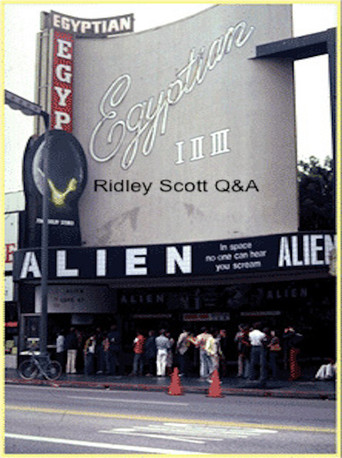 EGYPTIAN
EGYP
Egyptian
I II III
Ridley Scott Q&A
ALIEN
In space
no one can hear
you scream
ALIEN
ALIEN
ALIEN